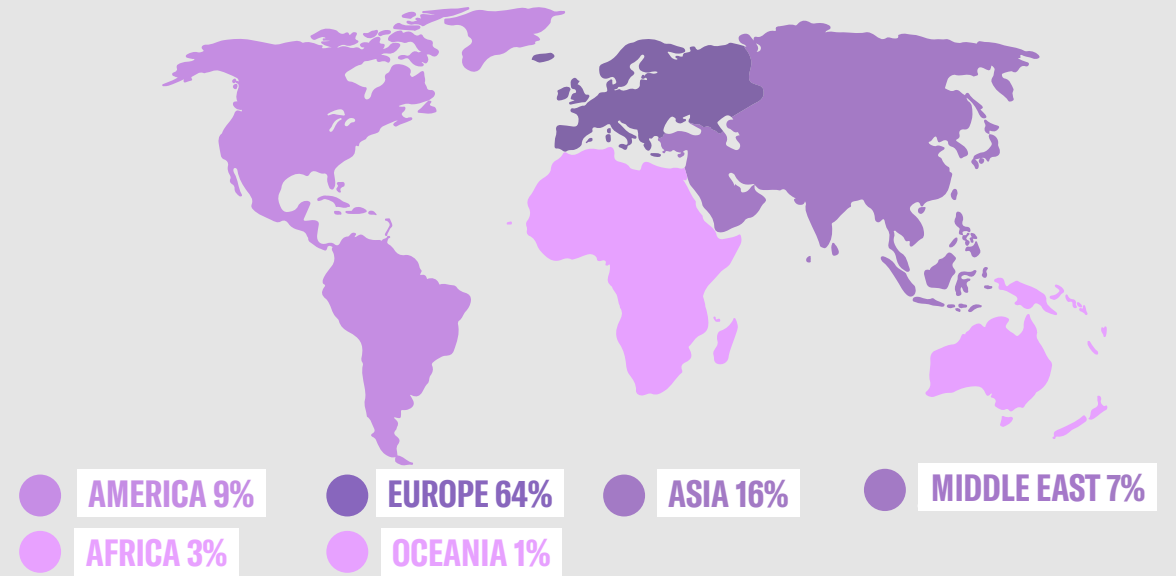 AMERICA 9%
EUROPE 64%
ASIA 16%
MIDDLE EAST 7%
AFRICA 3%
OCEANIA 1%